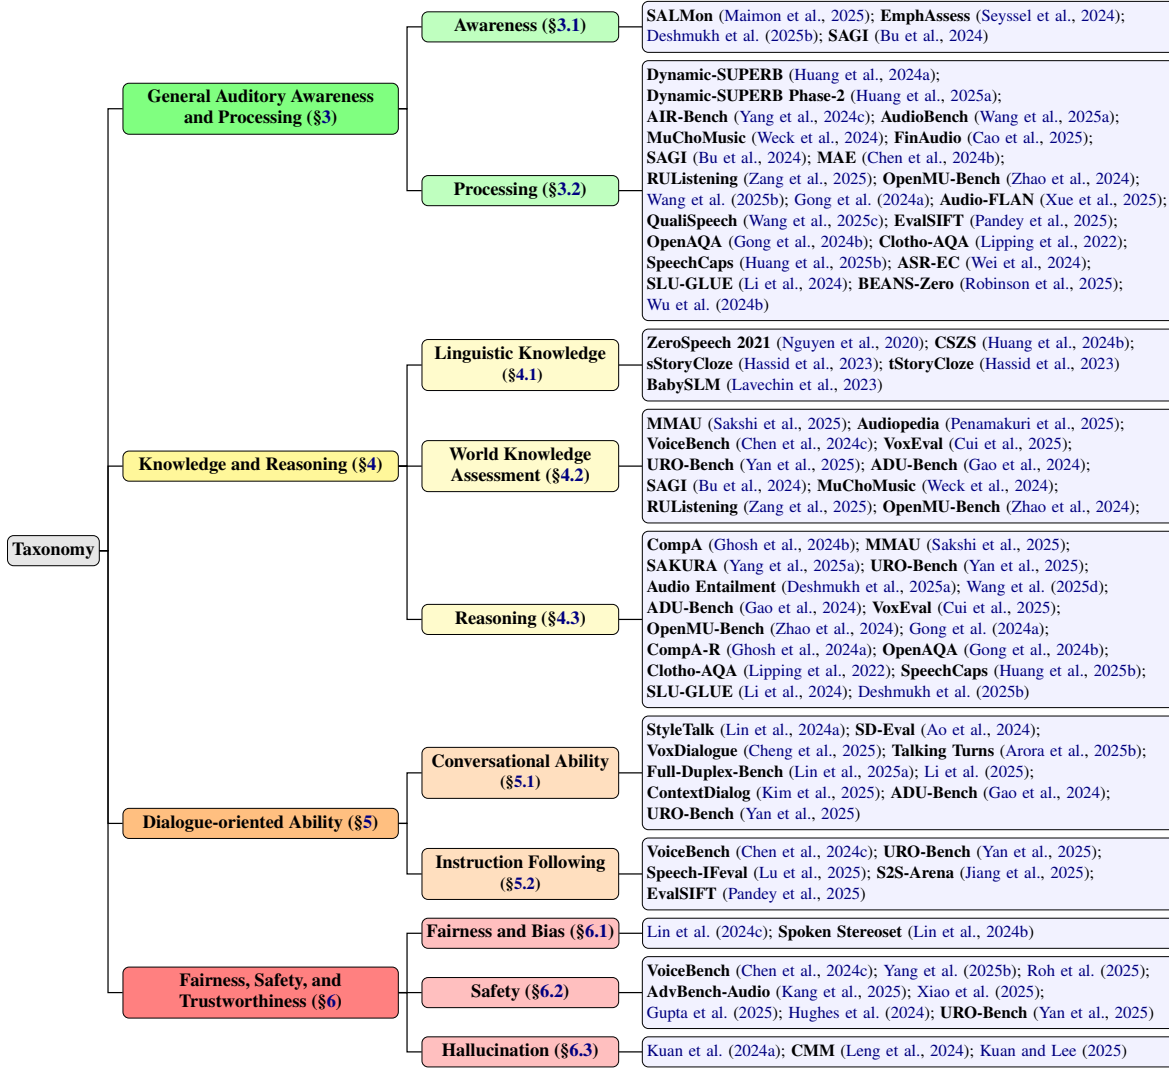 Taxonomy
General Auditory Awareness
and Processing (§3)
Awareness (§3.1)
SALMon (Maimon et al., 2025); EmphAssess (Seyssel et al., 2024);
Deshmukh et al. (2025b); SAGI (Bu et al., 2024)
Processing (§3.2)
Dynamic-SUPERB (Huang et al., 2024a);
Dynamic-SUPERB Phase-2 (Huang et al., 2025a);
AIR-Bench (Yang et al., 2024c); AudioBench (Wang et al., 2025a);
MuChoMusic (Weck et al., 2024); FinAudio (Cao et al., 2025);
SAGI (Bu et al., 2024); MAE (Chen et al., 2024b);
RUListening (Zang et al., 2025); OpenMU-Bench (Zhao et al., 2024);
Wang et al. (2025b); Gong et al. (2024a); Audio-FLAN (Xue et al., 2025);
QualiSpeech (Wang et al., 2025c); EvalSIFT (Pandey et al., 2025);
OpenAQA (Gong et al., 2024b); Clotho-AQA (Lipping et al., 2022);
SpeechCaps (Huang et al., 2025b); ASR-EC (Wei et al., 2024);
SLU-GLUE (Li et al., 2024); BEANS-Zero (Robinson et al., 2025);
Wu et al. (2024b)
Knowledge and Reasoning (§4)
Linguistic Knowledge
(§4.1)
ZeroSpeech 2021 (Nguyen et al., 2020); CSZS (Huang et al., 2024b);
sStoryCloze (Hassid et al., 2023); tStoryCloze (Hassid et al., 2023)
BabySLM (Lavechin et al., 2023)
World Knowledge
Assessment (§4.2)
MMAU (Sakshi et al., 2025); Audiopedia (Penamakuri et al., 2025);
VoiceBench (Chen et al., 2024c); VoxEval (Cui et al., 2025);
URO-Bench (Yan et al., 2025); ADU-Bench (Gao et al., 2024);
SAGI (Bu et al., 2024); MuChoMusic (Weck et al., 2024);
RUListening (Zang et al., 2025); OpenMU-Bench (Zhao et al., 2024);
Reasoning (§4.3)
CompA (Ghosh et al., 2024b); MMAU (Sakshi et al., 2025);
SAKURA (Yang et al., 2025a); URO-Bench (Yan et al., 2025);
Audio Entailment (Deshmukh et al., 2025a); Wang et al. (2025d);
ADU-Bench (Gao et al., 2024); VoxEval (Cui et al., 2025);
OpenMU-Bench (Zhao et al., 2024); Gong et al. (2024a);
CompA-R (Ghosh et al., 2024a); OpenAQA (Gong et al., 2024b);
Clotho-AQA (Lipping et al., 2022); SpeechCaps (Huang et al., 2025b);
SLU-GLUE (Li et al., 2024); Deshmukh et al. (2025b)
Dialogue-oriented Ability (§5)
Conversational Ability
(§5.1)
StyleTalk (Lin et al., 2024a); SD-Eval (Ao et al., 2024);
VoxDialogue (Cheng et al., 2025); Talking Turns (Arora et al., 2025b);
Full-Duplex-Bench (Lin et al., 2025a); Li et al. (2025);
ContextDialog (Kim et al., 2025); ADU-Bench (Gao et al., 2024);
URO-Bench (Yan et al., 2025)
Instruction Following
(§5.2)
VoiceBench (Chen et al., 2024c); URO-Bench (Yan et al., 2025);
Speech-IFeval (Lu et al., 2025); S2S-Arena (Jiang et al., 2025);
EvalSIFT (Pandey et al., 2025)
Fairness, Safety, and
Trustworthiness (§6)
Fairness and Bias (§6.1)
Lin et al. (2024c); Spoken Stereoset (Lin et al., 2024b)
Safety (§6.2)
VoiceBench (Chen et al., 2024c); Yang et al. (2025b); Roh et al. (2025);
AdvBench-Audio (Kang et al., 2025); Xiao et al. (2025);
Gupta et al. (2025); Hughes et al. (2024); URO-Bench (Yan et al., 2025)
Hallucination (§6.3)
Kuan et al. (2024a); CMM (Leng et al., 2024); Kuan and Lee (2025)